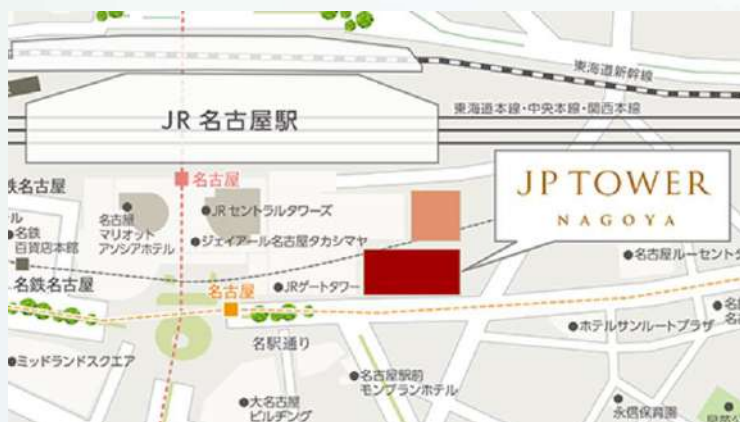 東海道新幹線
東海道本線・中央本線・関西本線
JR 名古屋駅
JP TOWER
NAGOYA
鉄名古屋
名古屋
ル
名鉄
百貨店本館
名古屋
マリオット
アソシアホテル
JRセントラルタワーズ
ジェイアール名古屋タカシマヤ
名鉄名古屋
名古屋
JRゲートタワー
名古屋ルーセントタ
名駅通り
ホテルサンルートプラザ
ミッドランドスクエア
名古屋駅前
モンブランホテル
大名古屋
ビルヂング
永信保育園